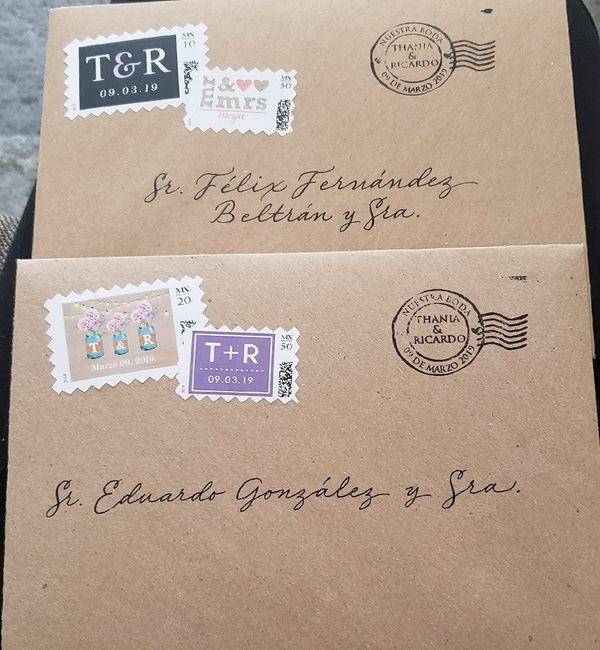 T&R
09.03.19
MX
10
mr
&
mrs
meya
MX
50
NUESTRA BODA
THANIA
&
RICARDO
09 DE MARZO 2019
Sr. Félix Fernández
Beltrán y Sra.
MX
20
T & R
Marzo 09, 2019.
T+R
09.03.19
MX
50
NUESTRA BODA
THANIA
&
RICARDO
09 DE MARZO 2019
Sr. Eduardo González y Sra.